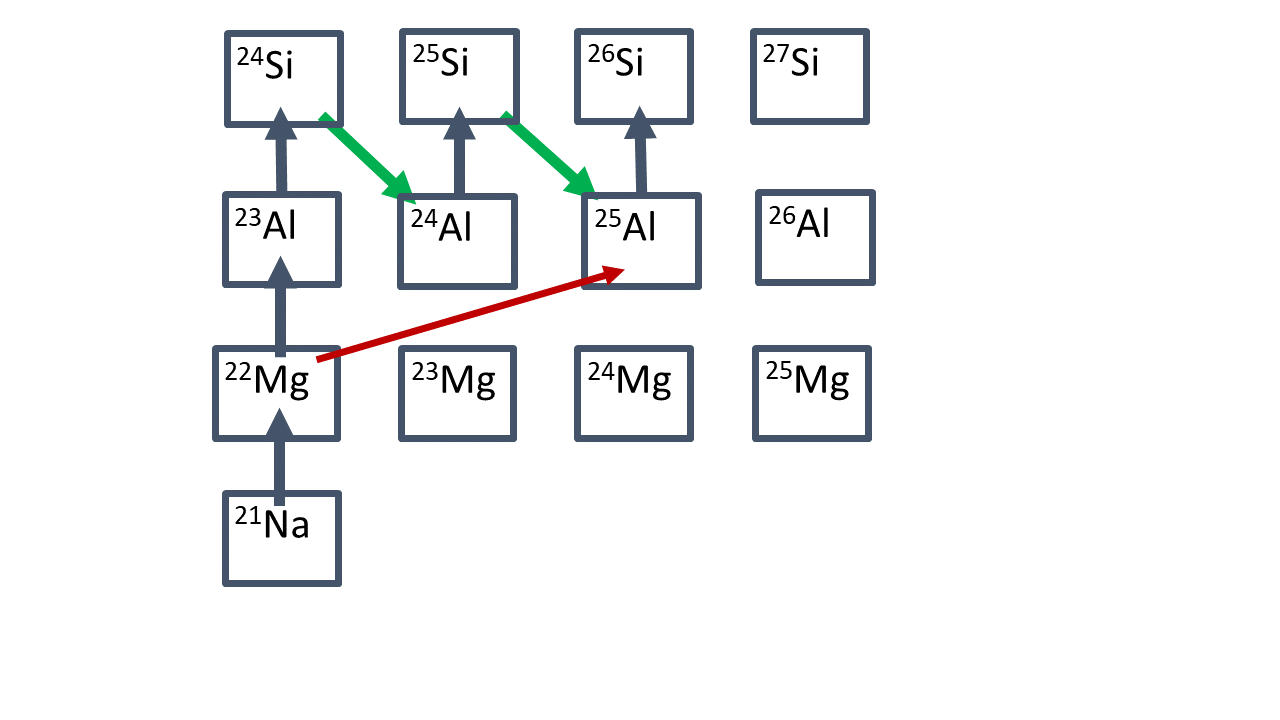 ²⁴Si ²⁵Si ²⁶Si ²⁷Si
²³Al ²⁴Al ²⁵Al ²⁶Al
²²Mg ²³Mg ²⁴Mg ²⁵Mg
²¹Na